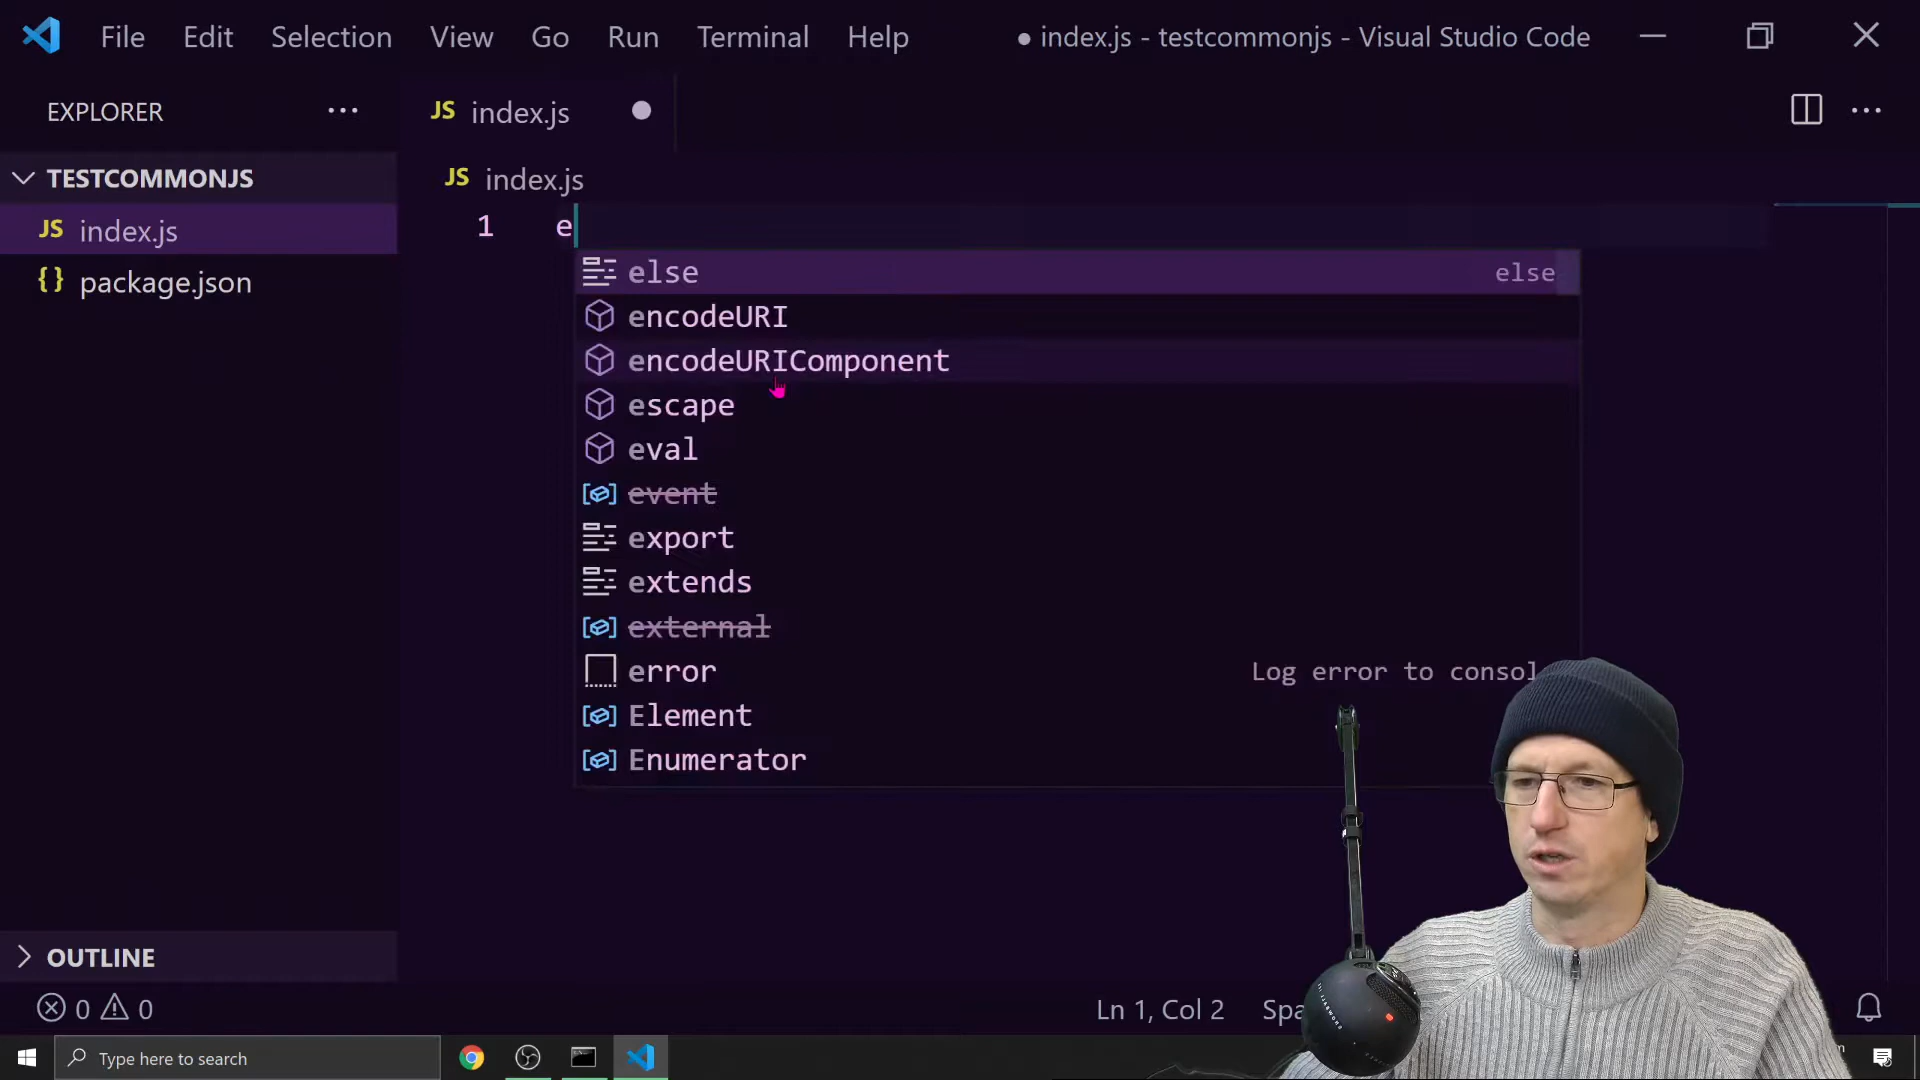 File Edit Selection View Go Run Terminal Help ● index.js - testcommonjs - Visual Studio Code
EXPLORER ···
JS index.js
TESTCOMMONJS
JS index.js
JS index.js
{} package.json
1 e
else else
encodeURI
encodeURIComponent
escape
eval
event
export
extends
external
error Log error to consol
Element
Enumerator
OUTLINE
0 0 Ln 1, Col 2
Type here to search